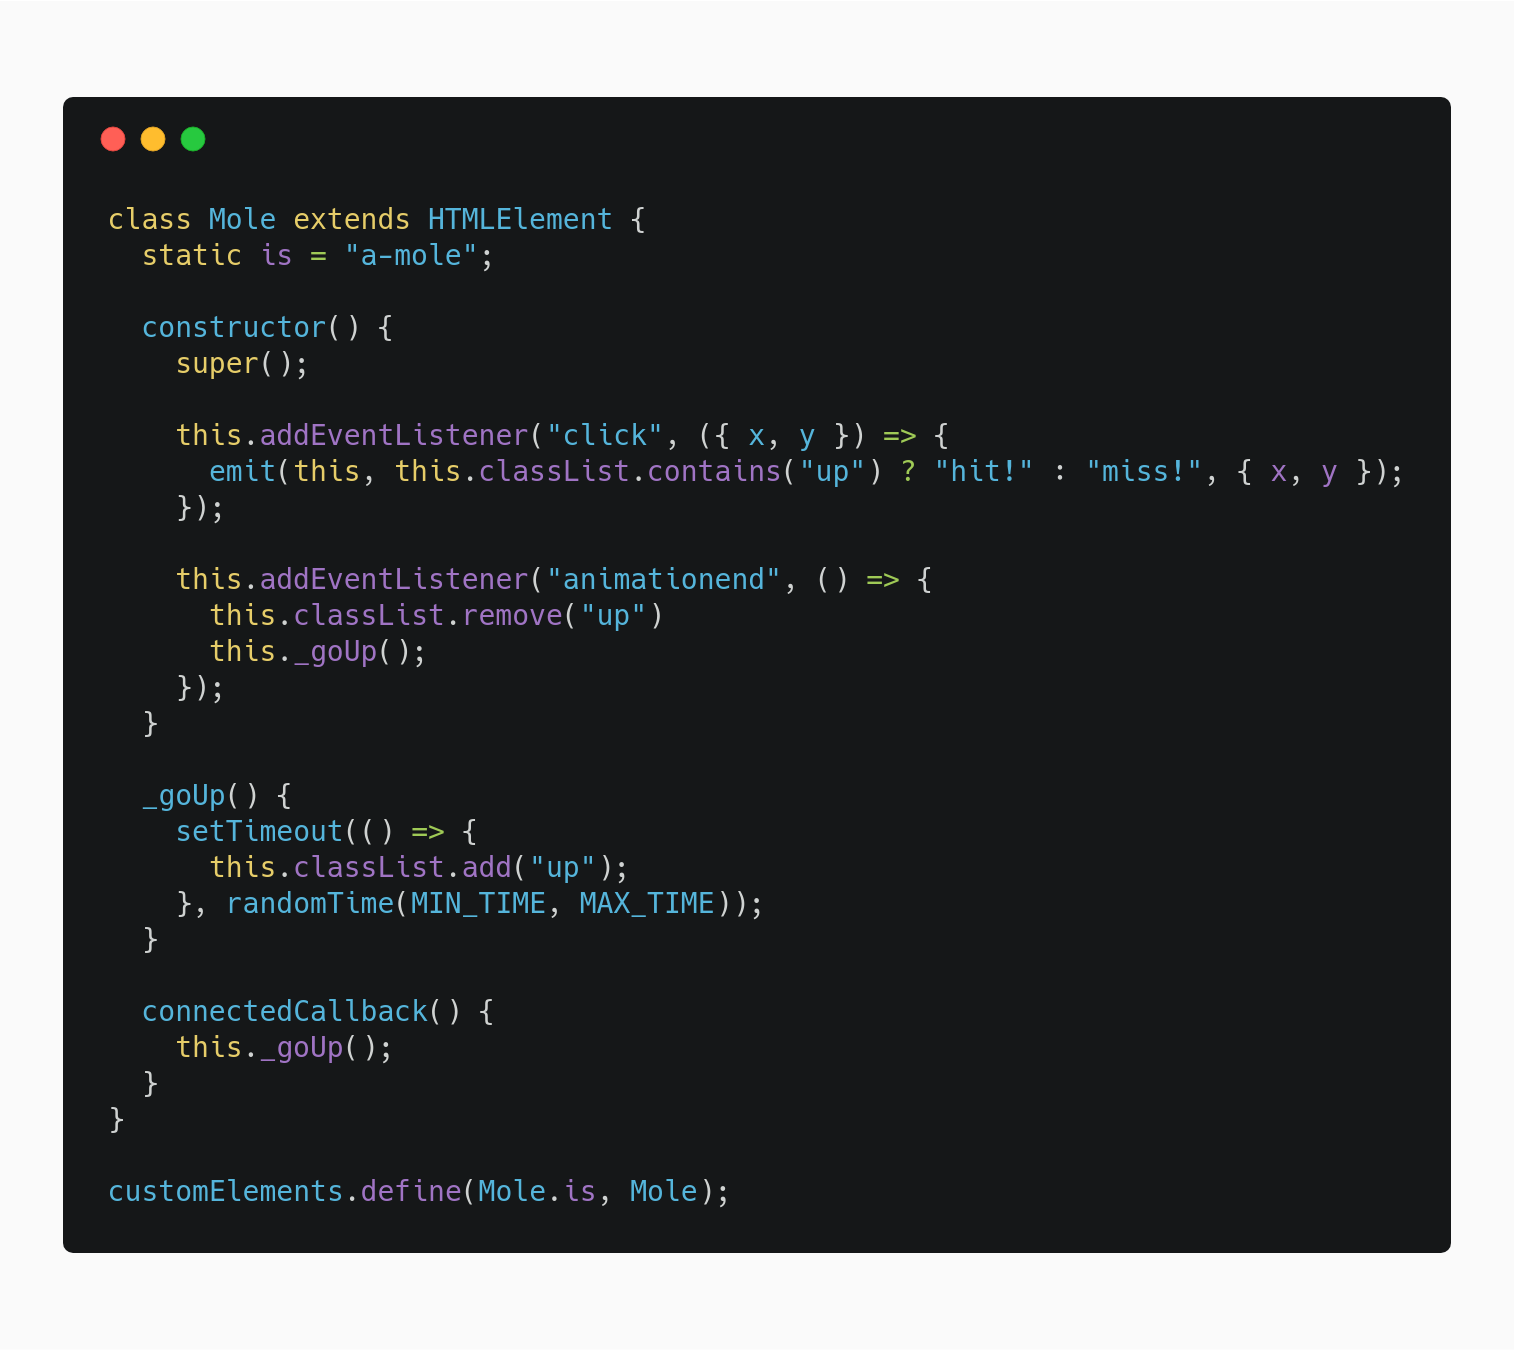 class Mole extends HTMLElement {
  static is = "a-mole";

  constructor() {
    super();

    this.addEventListener("click", ({ x, y }) => {
      emit(this, this.classList.contains("up") ? "hit!" : "miss!", { x, y });
    });

    this.addEventListener("animationend", () => {
      this.classList.remove("up")
      this._goUp();
    });
  }

  _goUp() {
    setTimeout(() => {
      this.classList.add("up");
    }, randomTime(MIN_TIME, MAX_TIME));
  }

  connectedCallback() {
    this._goUp();
  }
}

customElements.define(Mole.is, Mole);